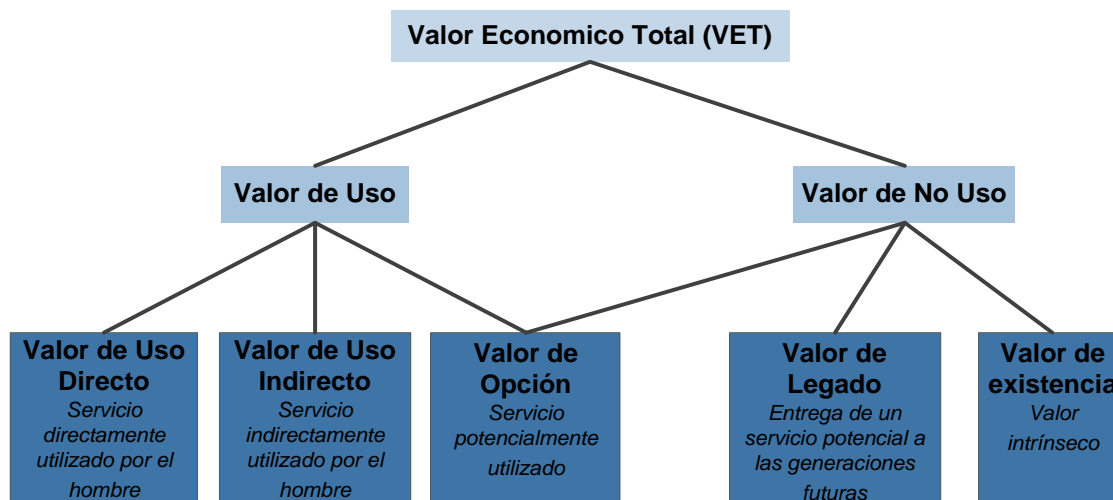 Valor Economico Total (VET)
Valor de Uso
Valor de No Uso
Valor de Uso
Directo
Servicio
directamente
utilizado por el
hombre
Valor de Uso
Indirecto
Servicio
indirectamente
utilizado por el
hombre
Valor de
Opción
Servicio
potencialmente
utilizado
Valor de
Legado
Entrega de un
servicio potencial a
las generaciones
futuras
Valor de
existencia
Valor
intrínseco